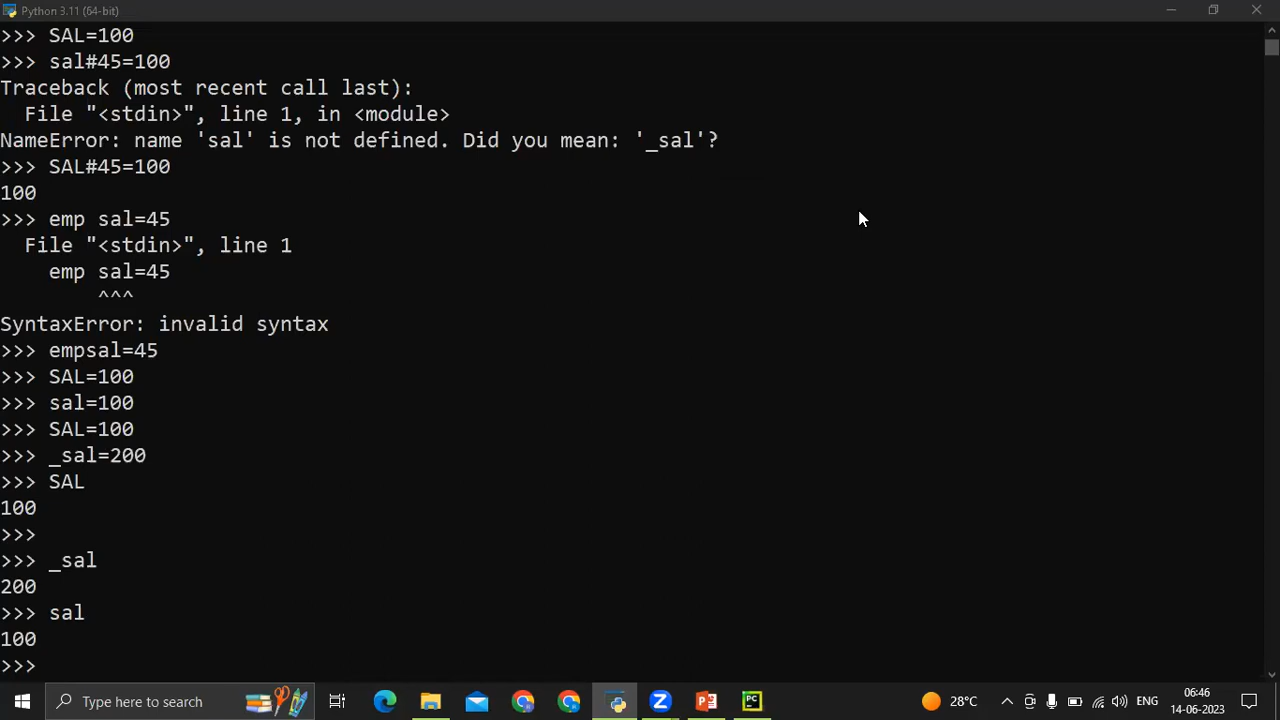 Python 3.11 (64-bit)
>>> SAL=100
>>> sal#45=100
Traceback (most recent call last):
  File "<stdin>", line 1, in <module>
NameError: name 'sal' is not defined. Did you mean: '_sal'?
>>> SAL#45=100
100
>>> emp sal=45
  File "<stdin>", line 1
    emp sal=45
        ^^^
SyntaxError: invalid syntax
>>> empsal=45
>>> SAL=100
>>> sal=100
>>> SAL=100
>>> _sal=200
>>> SAL
100
>>>
>>> _sal
200
>>> sal
100
>>>
Type here to search
PC
28°C
ENG
06:46
14-06-2023